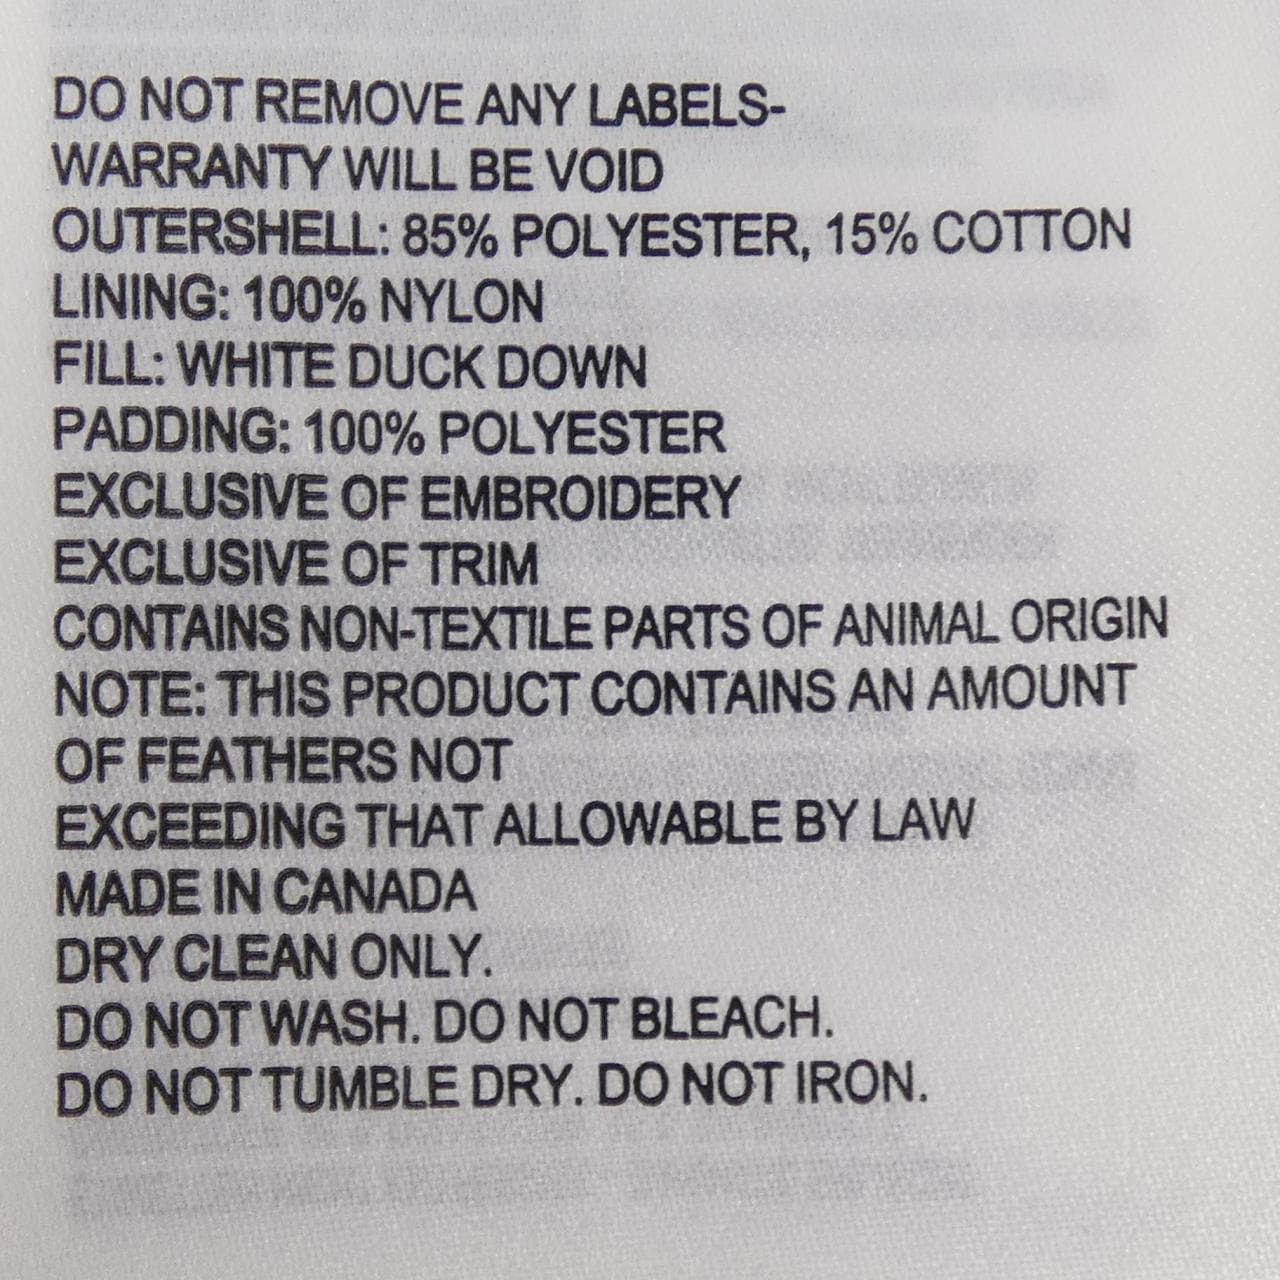 DO NOT REMOVE ANY LABELS-
WARRANTY WILL BE VOID
OUTERSHELL: 85% POLYESTER, 15% COTTON
LINING: 100% NYLON
FILL: WHITE DUCK DOWN
PADDING: 100% POLYESTER
EXCLUSIVE OF EMBROIDERY
EXCLUSIVE OF TRIM
CONTAINS NON-TEXTILE PARTS OF ANIMAL ORIGIN
NOTE: THIS PRODUCT CONTAINS AN AMOUNT
OF FEATHERS NOT
EXCEEDING THAT ALLOWABLE BY LAW
MADE IN CANADA
DRY CLEAN ONLY.
DO NOT WASH. DO NOT BLEACH.
DO NOT TUMBLE DRY. DO NOT IRON.